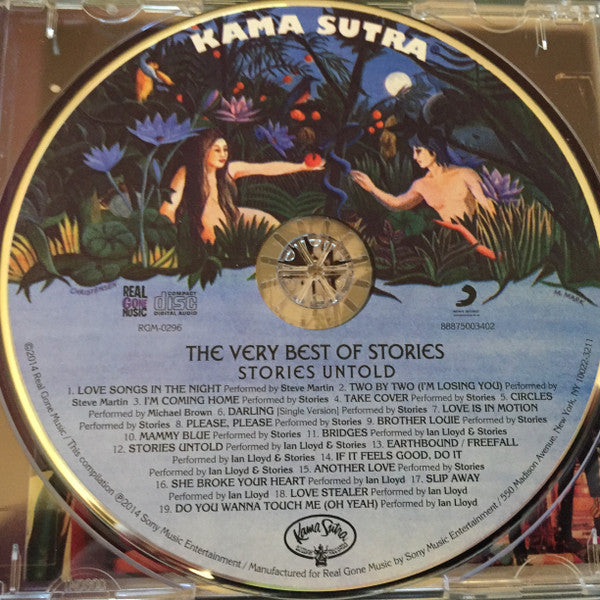 KAMA SUTRA
CHRISTENSEN
M. MARK
REAL
GONE
MUSIC
COMPACT
disc
DIGITAL AUDIO
RGM-0296
88875003402
THE VERY BEST OF STORIES
STORIES UNTOLD
1. LOVE SONGS IN THE NIGHT Performed by Steve Martin 2. TWO BY TWO (I'M LOSING YOU) Performed by
Steve Martin 3. I'M COMING HOME Performed by Stories 4. TAKE COVER Performed by Stories 5. CIRCLES
Performed by Michael Brown 6. DARLING [Single Version] Performed by Stories 7. LOVE IS IN MOTION
Performed by Stories 8. PLEASE, PLEASE Performed by Stories 9. BROTHER LOUIE Performed by Stories
10. MAMMY BLUE Performed by Stories 11. BRIDGES Performed by Ian Lloyd & Stories
12. STORIES UNTOLD Performed by Ian Lloyd & Stories 13. EARTHBOUND / FREEFALL
Performed by Ian Lloyd & Stories 14. IF IT FEELS GOOD, DO IT
Performed by Ian Lloyd & Stories 15. ANOTHER LOVE Performed by Stories
16. SHE BROKE YOUR HEART Performed by Ian Lloyd 17. SLIP AWAY
Performed by Ian Lloyd 18. LOVE STEALER Performed by Ian Lloyd
19. DO YOU WANNA TOUCH ME (OH YEAH) Performed by Ian Lloyd
Kama Sutra
©2014 Real Gone Music / This compilation ℗2014 Sony Music Entertainment / Manufactured for Real Gone Music by Sony Music Entertainment / 550 Madison Avenue, New York, NY 10022-3211